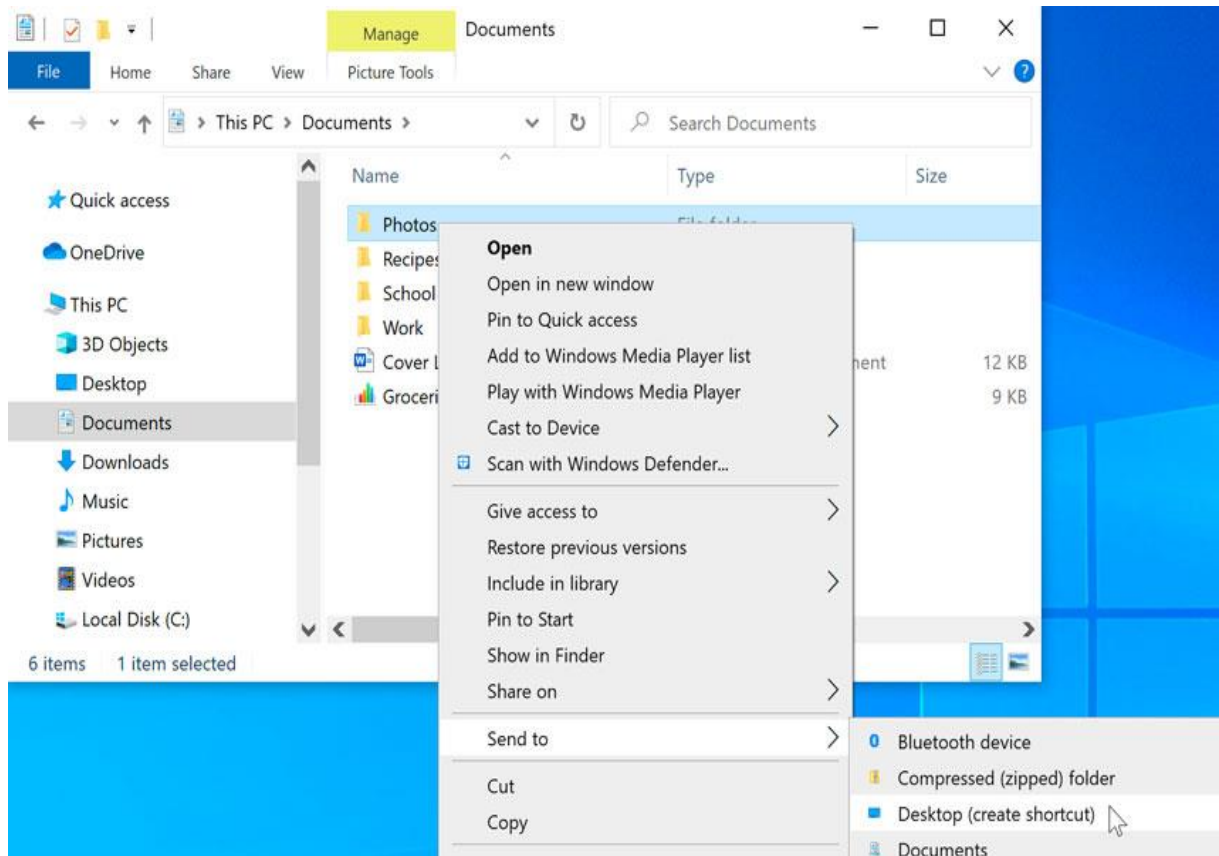 Manage
Documents
File
Home
Share
View
Picture Tools
This PC > Documents >
Search Documents
Name
Type
Size
Quick access
OneDrive
This PC
3D Objects
Desktop
Documents
Downloads
Music
Pictures
Videos
Local Disk (C:)
Photos
Recipes
School
Work
Cover L
12 KB
Groceri
9 KB
Open
Open in new window
Pin to Quick access
Add to Windows Media Player list
Play with Windows Media Player
Cast to Device
Scan with Windows Defender...
Give access to
Restore previous versions
Include in library
Pin to Start
Show in Finder
Share on
Send to
Cut
Copy
Bluetooth device
Compressed (zipped) folder
Desktop (create shortcut)
Documents
6 items
1 item selected